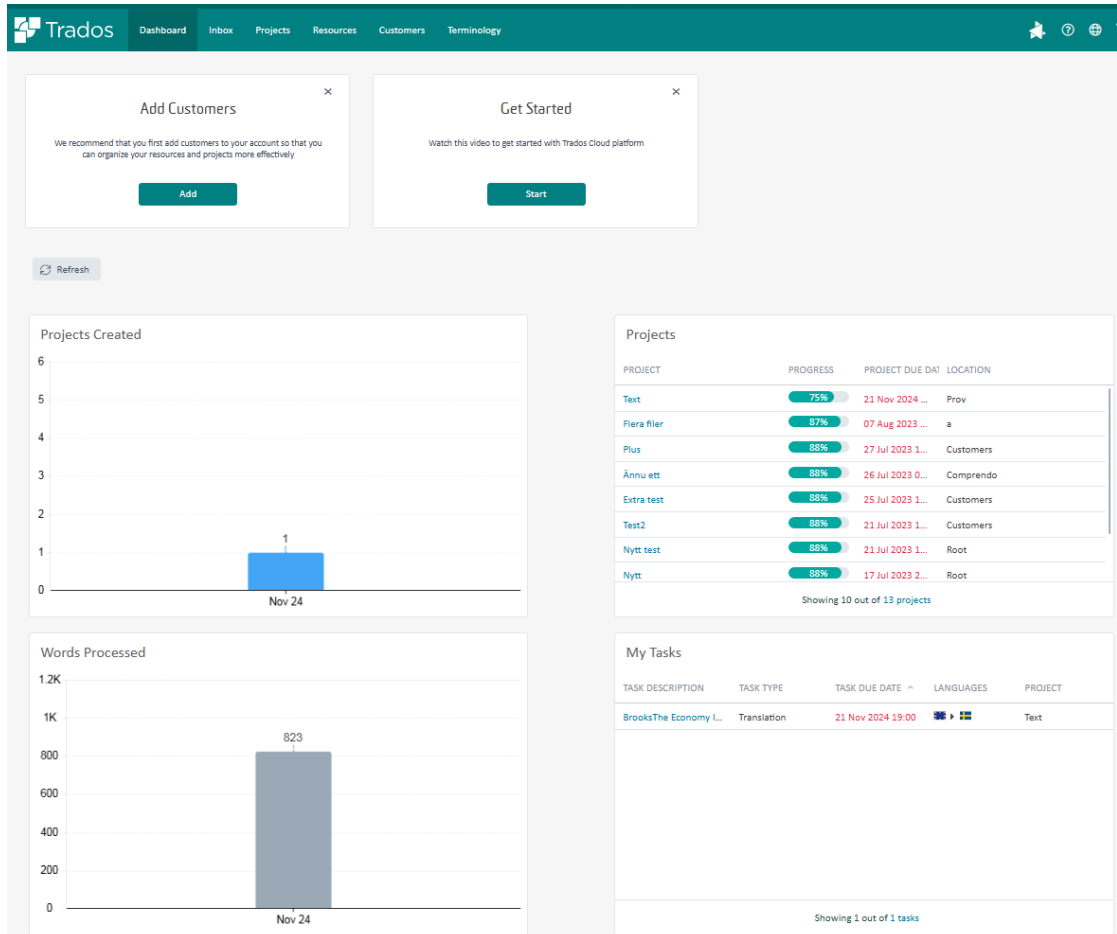 Trados Dashboard Inbox Projects Resources Customers Terminology
Add Customers
We recommend that you first add customers to your account so that you
can organize your resources and projects more effectively
Add
Get Started
Watch this video to get started with Trados Cloud platform
Start
Refresh
Projects Created
6
5
4
3
2
1
0
1
Nov 24
Projects
PROJECT PROGRESS PROJECT DUE DAT LOCATION
Text 75% 21 Nov 2024 ... Prov
Flera filer 87% 07 Aug 2023 ... a
Plus 88% 27 Jul 2023 1... Customers
Ännu ett 88% 26 Jul 2023 0... Comprendo
Extra test 88% 25 Jul 2023 1... Customers
Test2 88% 21 Jul 2023 1... Customers
Nytt test 88% 21 Jul 2023 1... Root
Nytt 88% 17 Jul 2023 2... Root
Showing 10 out of 13 projects
Words Processed
1.2K
1K
800
600
400
200
0
823
Nov 24
My Tasks
TASK DESCRIPTION TASK TYPE TASK DUE DATE LANGUAGES PROJECT
BrooksThe Economy I... Translation 21 Nov 2024 19:00 Text
Showing 1 out of 1 tasks